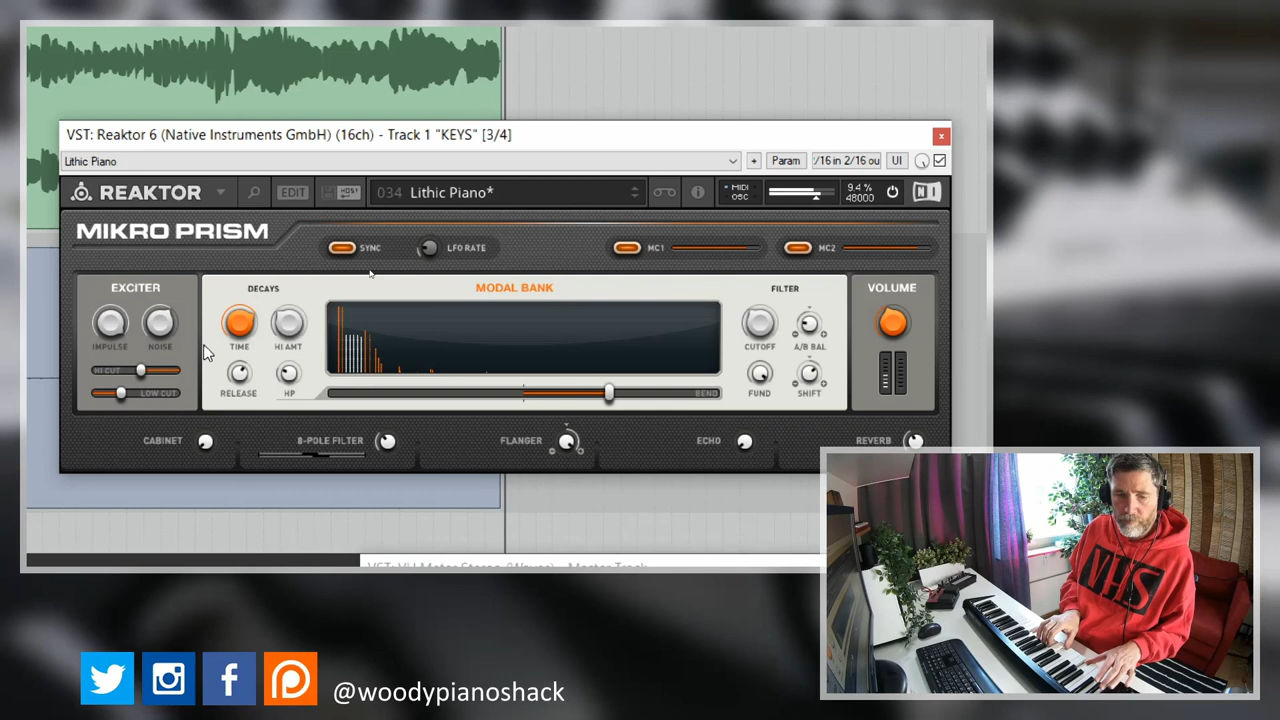 VST: Reaktor 6 (Native Instruments GmbH) (16ch) - Track 1 "KEYS" [3/4]
x
Lithic Piano
+
Param
/16 in 2/16 ou
UI
REAKTOR
EDIT
HOST
034 Lithic Piano*
i
MIDI
OSC
9.4 %
48000
NI
MIKRO PRISM
SYNC
LFO RATE
MC1
MC2
EXCITER
DECAYS
MODAL BANK
FILTER
VOLUME
IMPULSE
NOISE
TIME
HI AMT
CUTOFF
A/B BAL
HI CUT
LOW CUT
RELEASE
HP
BEND
FUND
SHIFT
CABINET
8-POLE FILTER
FLANGER
ECHO
REVERB
VHS
@woodypianoshack